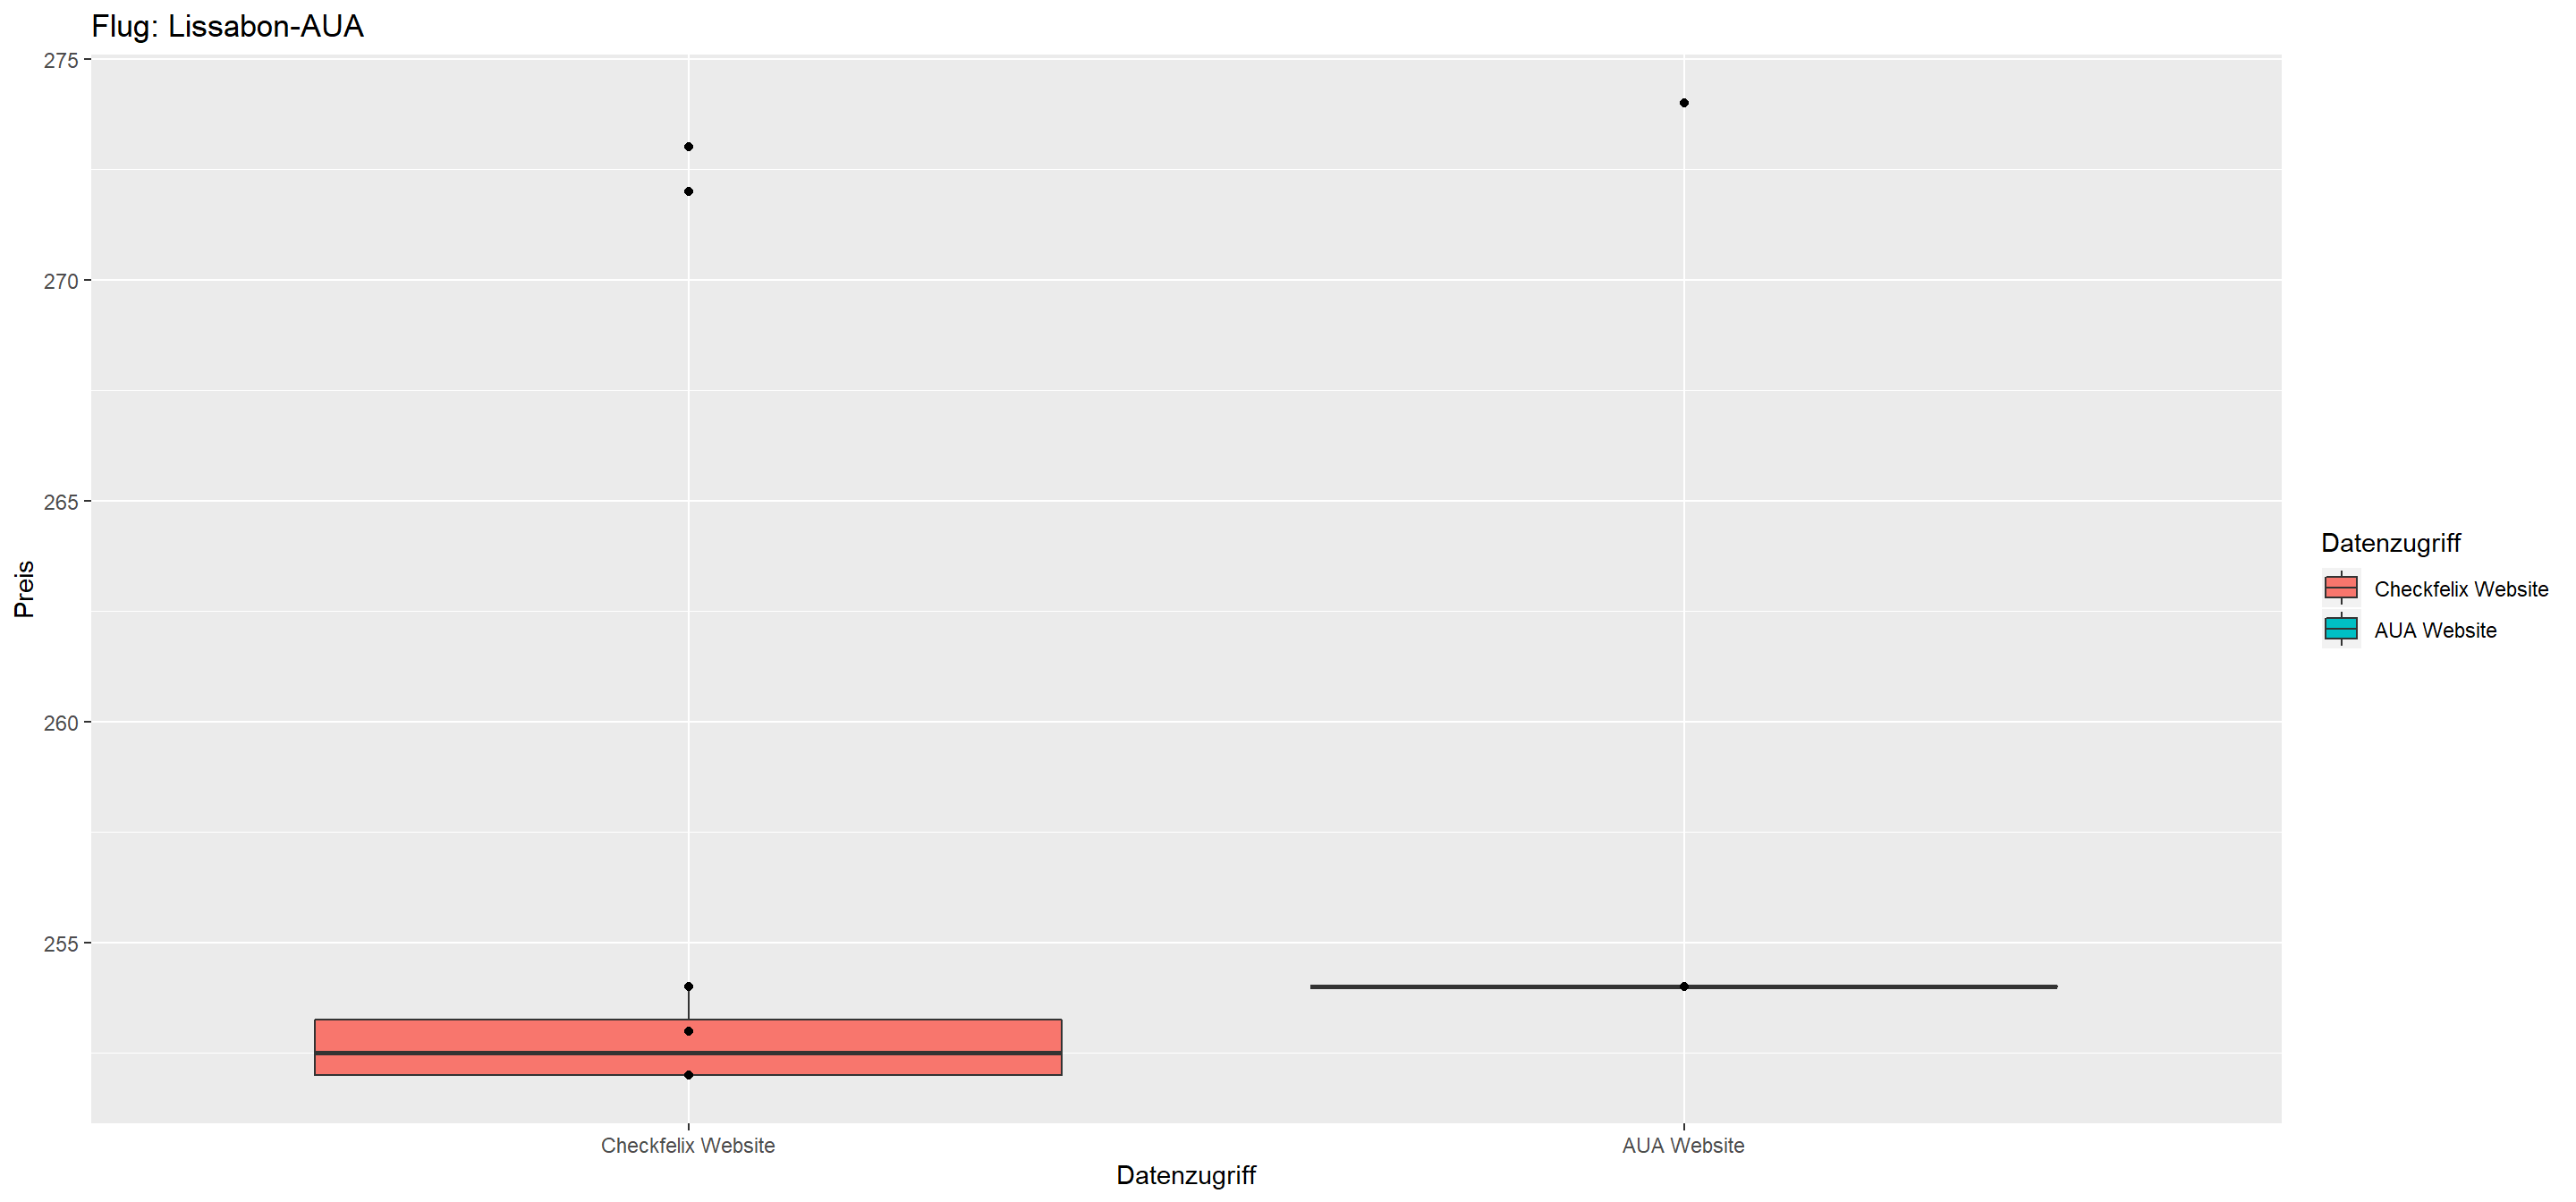 Flug: Lissabon-AUA
275
270
265
260
255
Preis
Checkfelix Website
AUA Website
Datenzugriff
Datenzugriff
Checkfelix Website
AUA Website